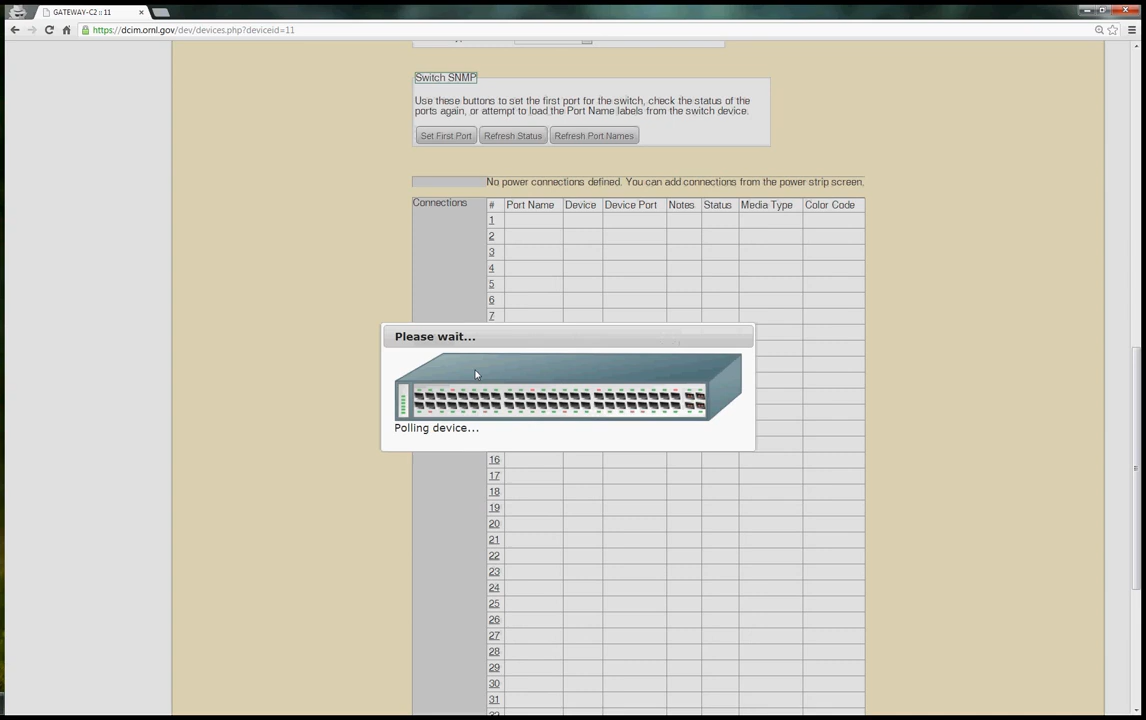 GATEWAY-C2 :: 11
https://dcim.ornl.gov/dev/devices.php?deviceid=11
Switch SNMP
Use these buttons to set the first port for the switch, check the status of the
ports again, or attempt to load the Port Name labels from the switch device.
Set First Port Refresh Status Refresh Port Names
No power connections defined. You can add connections from the power strip screen.
Connections # Port Name Device Device Port Notes Status Media Type Color Code
1
2
3
4
5
6
7
Please wait...
Polling device...
16
17
18
19
20
21
22
23
24
25
26
27
28
29
30
31